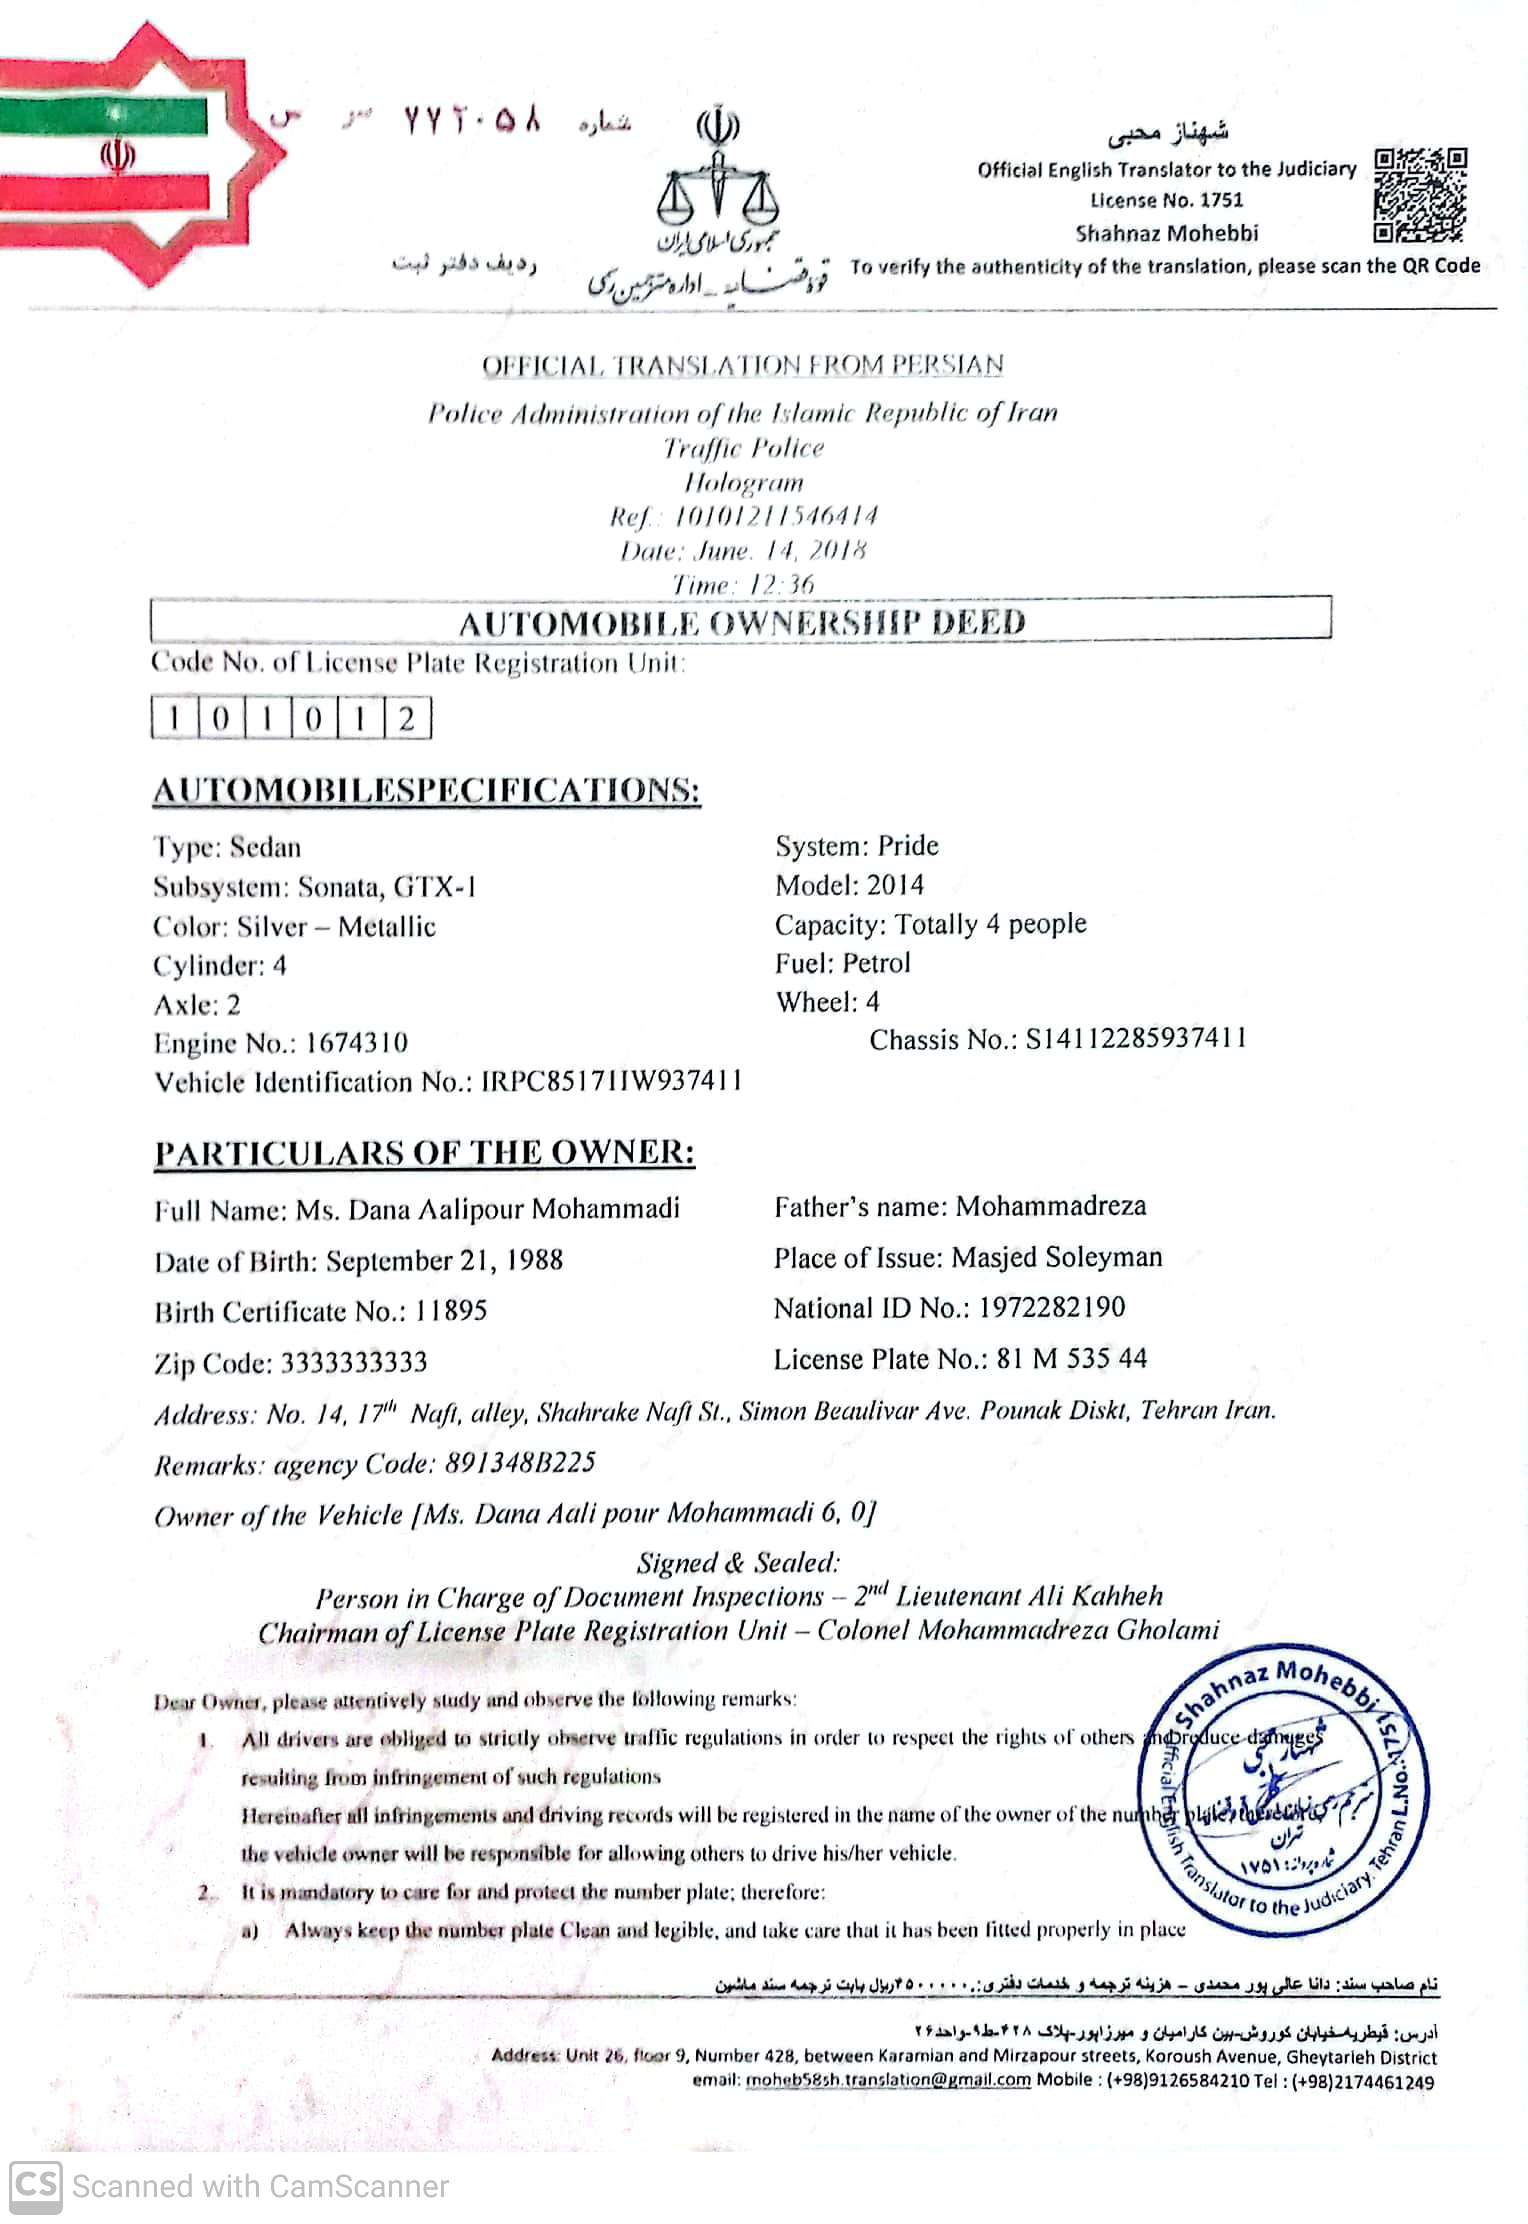 شماره ۷۷۲۰۵۸ س س
ردیف دفتر ثبت
جمهوری اسلامی ایران
قوه قضائیه - اداره مترجمین رسمی
شهناز محبی
Official English Translator to the Judiciary
License No. 1751
Shahnaz Mohebbi
To verify the authenticity of the translation, please scan the QR Code
OFFICIAL TRANSLATION FROM PERSIAN
Police Administration of the Islamic Republic of Iran
Traffic Police
Hologram
Ref.: 10101211546414
Date: June. 14, 2018
Time: 12:36
AUTOMOBILE OWNERSHIP DEED
Code No. of License Plate Registration Unit:
1 0 1 0 1 2
AUTOMOBILESPECIFICATIONS:
Type: Sedan System: Pride
Subsystem: Sonata, GTX-1 Model: 2014
Color: Silver – Metallic Capacity: Totally 4 people
Cylinder: 4 Fuel: Petrol
Axle: 2 Wheel: 4
Engine No.: 1674310 Chassis No.: S14112285937411
Vehicle Identification No.: IRPC85171IW937411
PARTICULARS OF THE OWNER:
Full Name: Ms. Dana Aalipour Mohammadi Father's name: Mohammadreza
Date of Birth: September 21, 1988 Place of Issue: Masjed Soleyman
Birth Certificate No.: 11895 National ID No.: 1972282190
Zip Code: 3333333333 License Plate No.: 81 M 535 44
Address: No. 14, 17th Naft, alley, Shahrake Naft St., Simon Beaulivar Ave. Pounak Diskt, Tehran Iran.
Remarks: agency Code: 891348B225
Owner of the Vehicle [Ms. Dana Aali pour Mohammadi 6, 0]
Signed & Sealed:
Person in Charge of Document Inspections – 2nd Lieutenant Ali Kahheh
Chairman of License Plate Registration Unit – Colonel Mohammadreza Gholami
Dear Owner, please attentively study and observe the following remarks:
1. All drivers are obliged to strictly observe traffic regulations in order to respect the rights of others and produce damages
resulting from infringement of such regulations
Hereinafter all infringements and driving records will be registered in the name of the owner of the number plate, therefore,
the vehicle owner will be responsible for allowing others to drive his/her vehicle.
2. It is mandatory to care for and protect the number plate; therefore:
a) Always keep the number plate Clean and legible, and take care that it has been fitted properly in place
Shahnaz Mohebbi
Official English Translator to the Judiciary. Tehran L.No.:1751
شهناز محبی
تهران
شماره پروانه: ۱۷۵۱
نام صاحب سند: دانا عالی پور محمدی – هزینه ترجمه و خدمات دفتری: ۴۵۰۰۰۰۰ ریال بابت ترجمه سند ماشین
آدرس: قیطریه-خیابان کوروش-بین کارامیان و میرزاپور-پلاک ۴۲۸-ط۹-واحد۲۶
Address: Unit 26, floor 9, Number 428, between Karamian and Mirzapour streets, Koroush Avenue, Gheytarieh District
email: moheb58sh.translation@gmail.com Mobile : (+98)9126584210 Tel : (+98)2174461249
CS Scanned with CamScanner